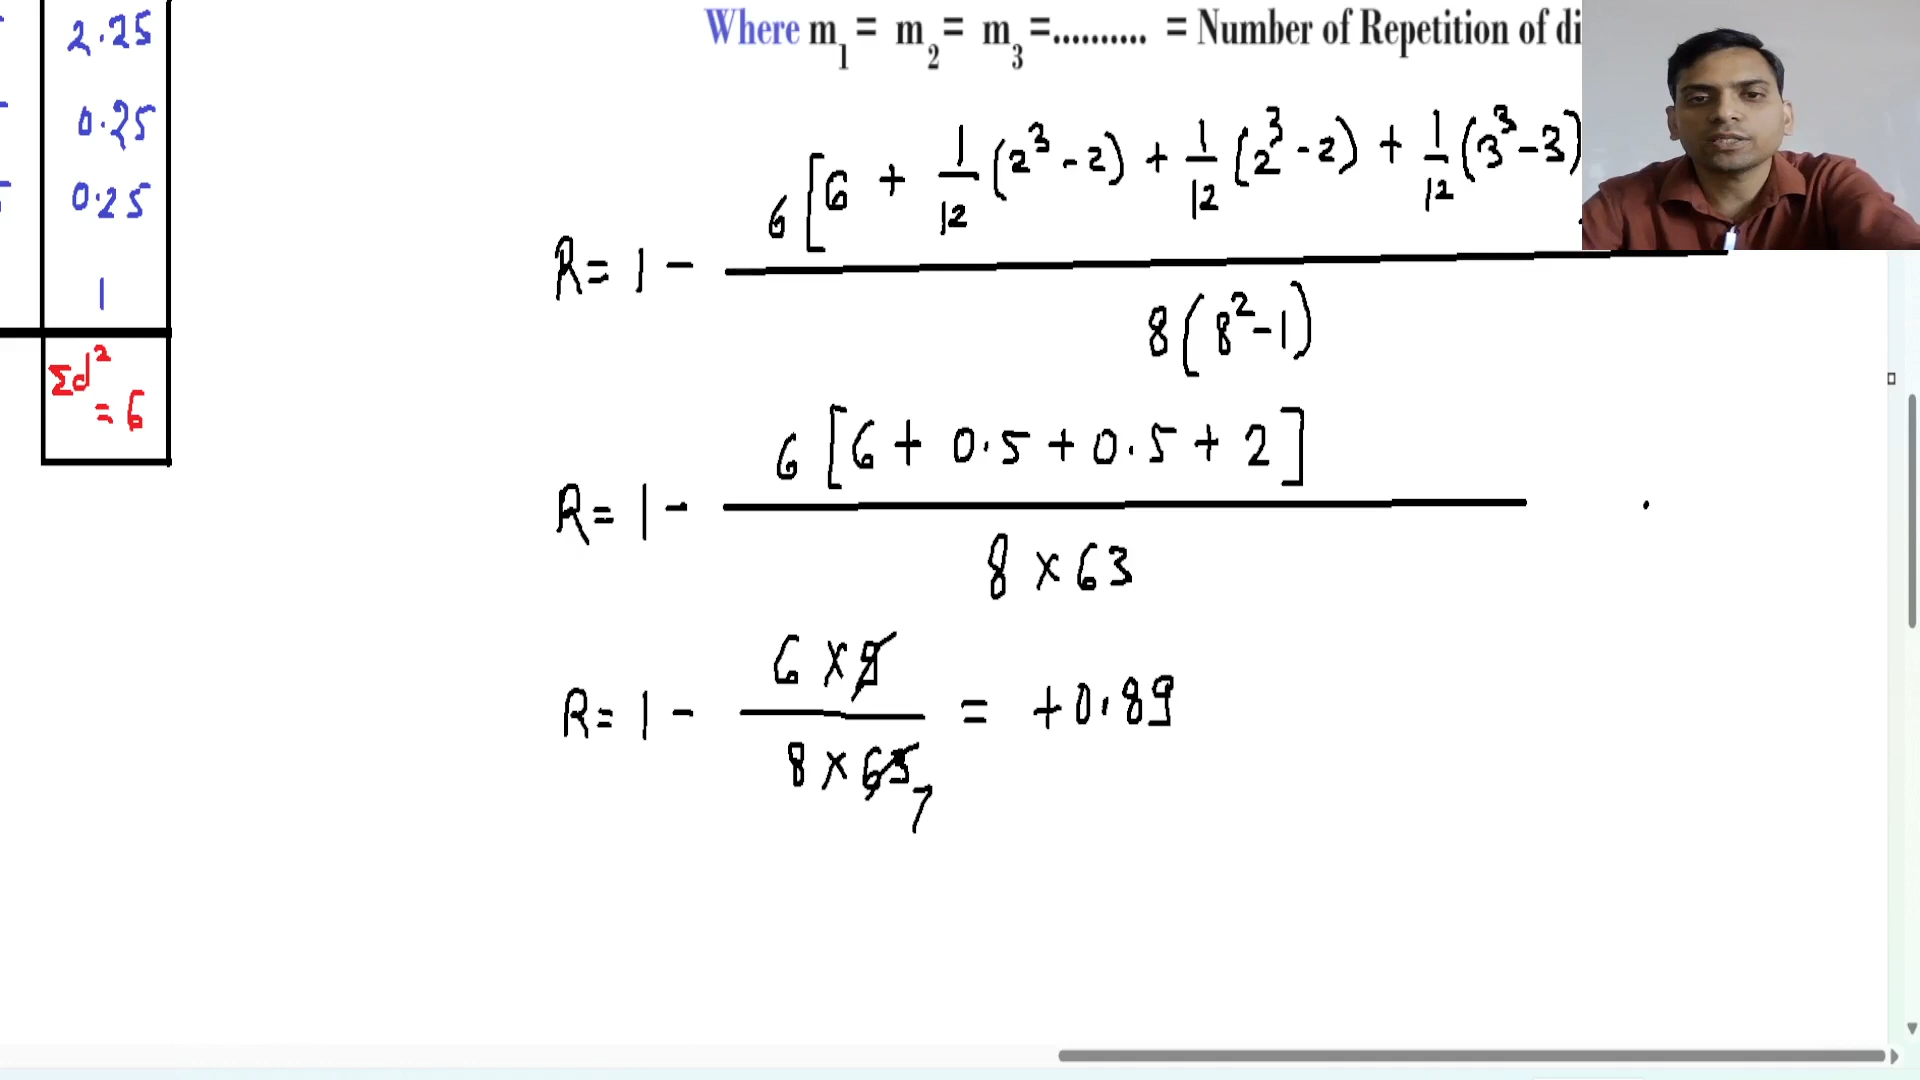 2.25
0.25
0.25
1
Σd² = 6
Where m₁ = m₂ = m₃ =.......... = Number of Repetition of di
R = 1 - 6[6 + 1/12 (2³ - 2) + 1/12 (2³ - 2) + 1/12 (3³ - 3) / 8(8² - 1)
R = 1 - 6[6 + 0.5 + 0.5 + 2] / 8 × 63
R = 1 - 6 × 9 / 8 × 63 7 = +0.89